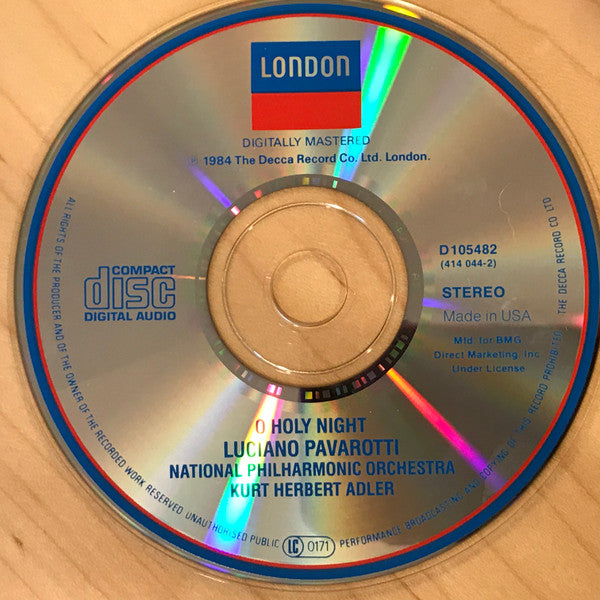 LONDON
DIGITALLY MASTERED
℗ 1984 The Decca Record Co. Ltd. London.
COMPACT
disc
DIGITAL AUDIO
D105482
(414 044-2)
STEREO
Made in USA
Mfd. for BMG
Direct Marketing, Inc.
Under License
O HOLY NIGHT
LUCIANO PAVAROTTI
NATIONAL PHILHARMONIC ORCHESTRA
KURT HERBERT ADLER
ALL RIGHTS OF THE PRODUCER AND OF THE OWNER OF THE RECORDED WORK RESERVED UNAUTHORISED PUBLIC
LC 0171
PERFORMANCE BROADCASTING AND COPYING OF THIS RECORD PROHIBITED THE DECCA RECORD CO LTD